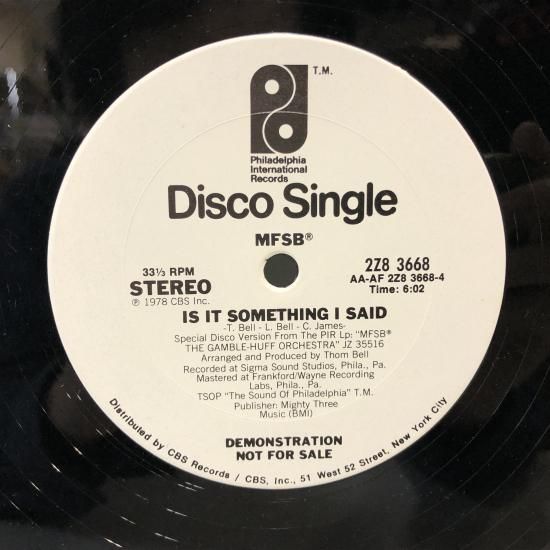 T.M.
Philadelphia
International
Records
Disco Single
MFSB®
33⅓ RPM
STEREO
℗ 1978 CBS Inc.
2Z8 3668
AA-AF 2Z8 3668-4
Time: 6:02
IS IT SOMETHING I SAID
-T. Bell - L. Bell - C. James-
Special Disco Version From The PIR Lp: "MFSB®
THE GAMBLE-HUFF ORCHESTRA" JZ 35516
Arranged and Produced by Thom Bell
Recorded at Sigma Sound Studios, Phila., Pa.
Mastered at Frankford/Wayne Recording
Labs, Phila., Pa.
TSOP "The Sound Of Philadelphia" T.M.
Publisher: Mighty Three
Music (BMI)
DEMONSTRATION
NOT FOR SALE
Distributed by CBS Records / CBS, Inc., 51 West 52 Street, New York City